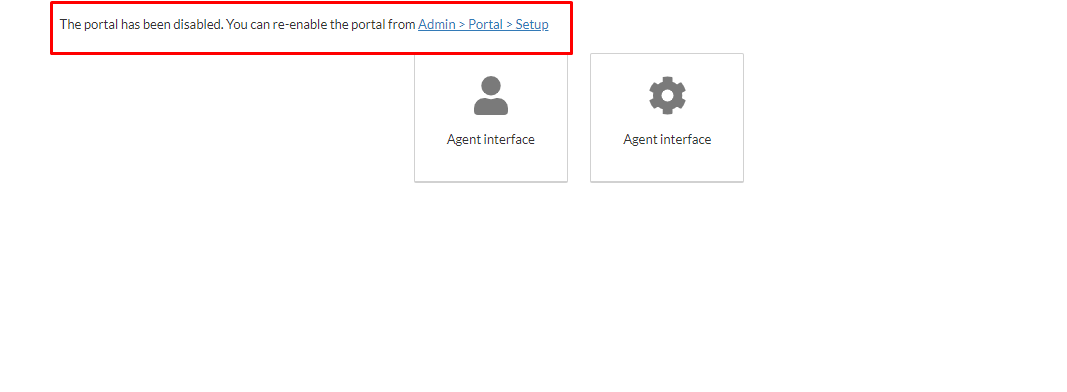 The portal has been disabled. You can re-enable the portal from Admin > Portal > Setup
Agent interface
Agent interface